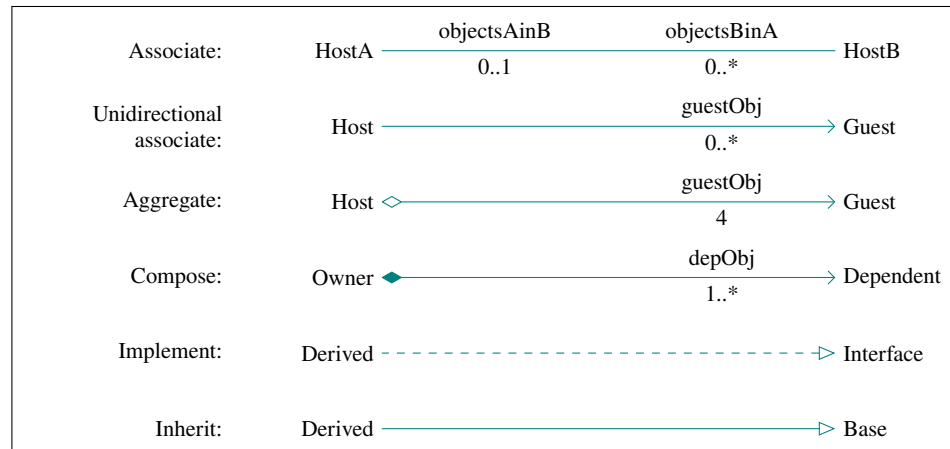 objectsAinB objectsBinA
Associate: HostA HostB
0..1 0..*
Unidirectional
associate:
guestObj
Host Guest
0..*
guestObj
Aggregate: Host Guest
4
depObj
Compose: Owner Dependent
1..*
Implement: Derived Interface
Inherit: Derived Base